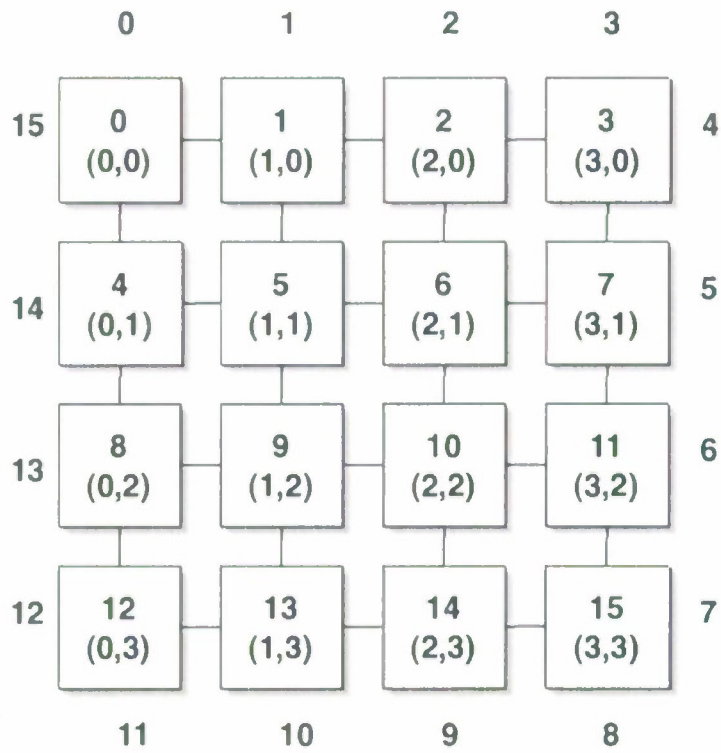 0 1 2 3
15 0 1 2 3 4
(0,0) (1,0) (2,0) (3,0)
14 4 5 6 7 5
(0,1) (1,1) (2,1) (3,1)
13 8 9 10 11 6
(0,2) (1,2) (2,2) (3,2)
12 12 13 14 15 7
(0,3) (1,3) (2,3) (3,3)
11 10 9 8